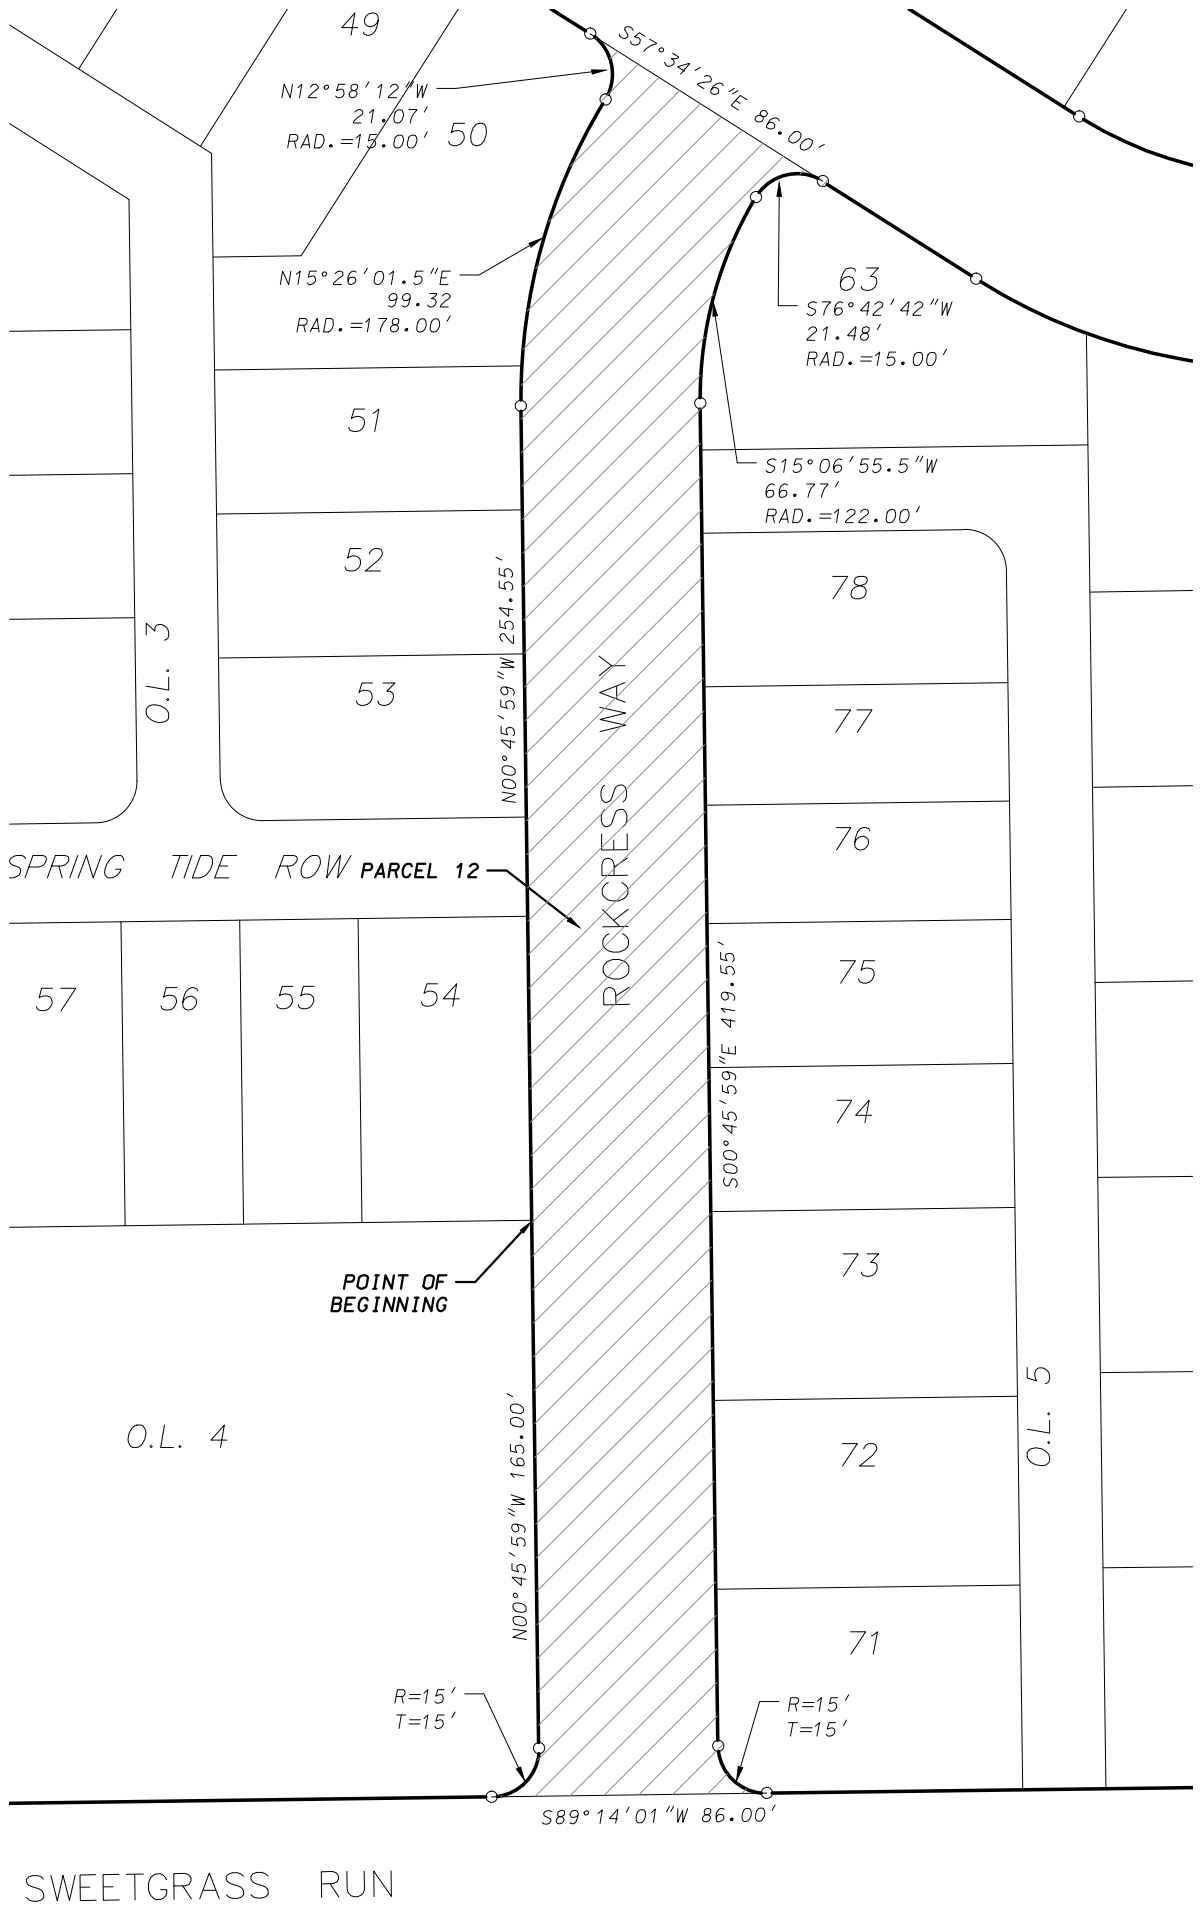 49
S57°34'26"E 86.00'
N12°58'12"W
21.07'
RAD.=15.00'
50
N15°26'01.5"E
99.32
RAD.=178.00'
63
S76°42'42"W
21.48'
RAD.=15.00'
51
S15°06'55.5"W
66.77'
RAD.=122.00'
52
78
N00°45'59"W 254.55'
O.L. 3
53
ROCKCRESS WAY
77
76
SPRING TIDE ROW
PARCEL 12
57
56
55
54
75
S00°45'59"E 419.55'
74
POINT OF
BEGINNING
73
O.L. 4
N00°45'59"W 165.00'
O.L. 5
72
71
R=15'
T=15'
R=15'
T=15'
S89°14'01"W 86.00'
SWEETGRASS RUN